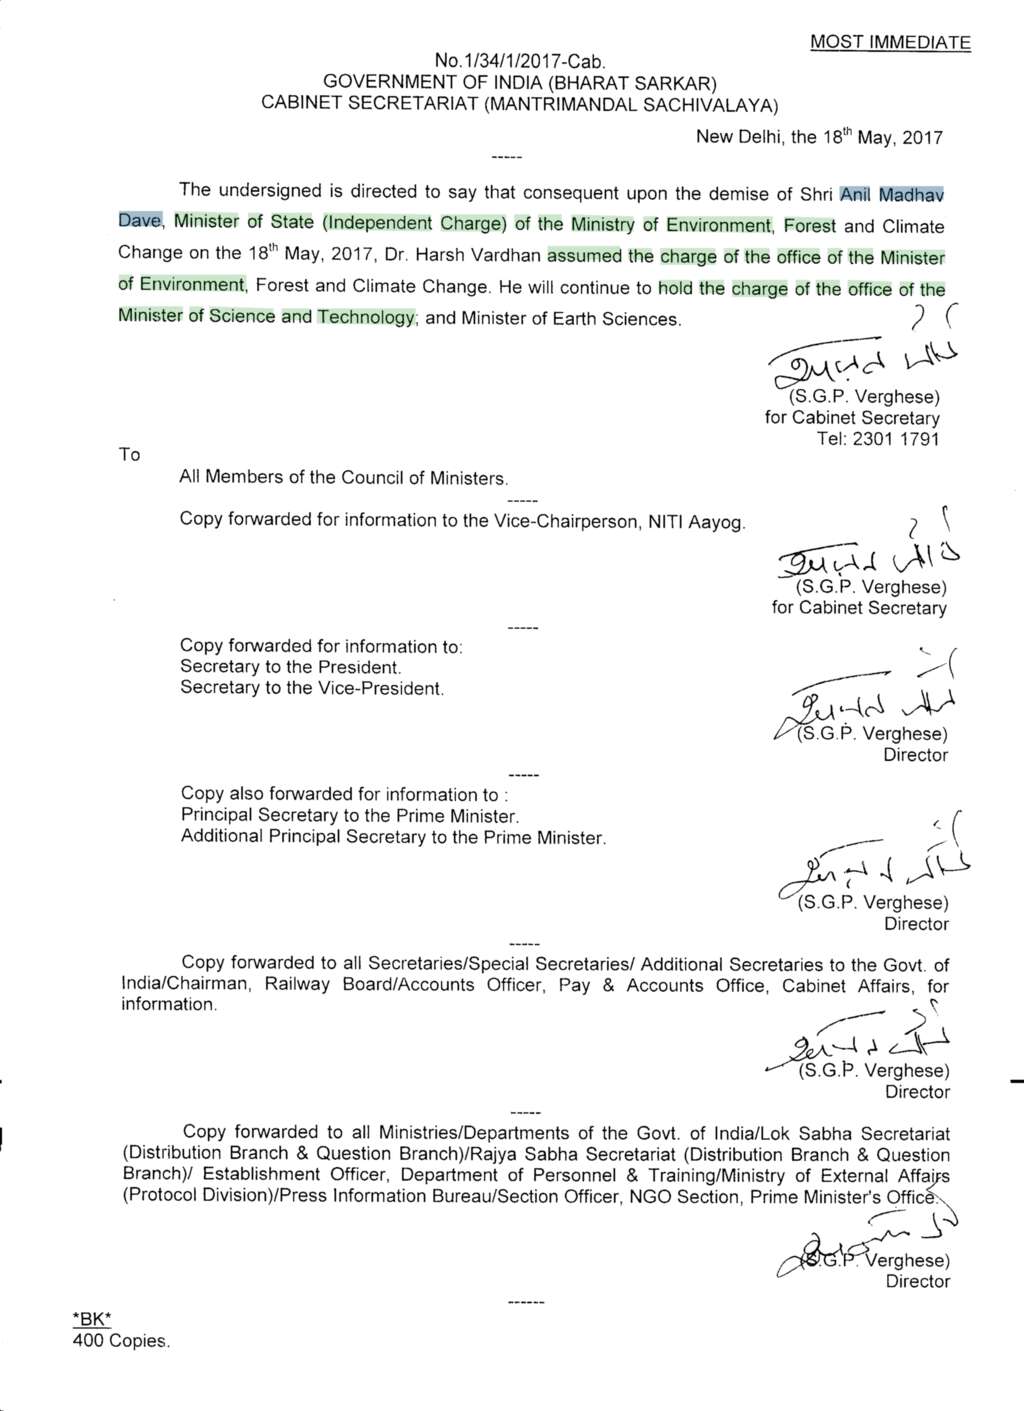 MOST IMMEDIATE
No.1/34/1/2017-Cab.
GOVERNMENT OF INDIA (BHARAT SARKAR)
CABINET SECRETARIAT (MANTRIMANDAL SACHIVALAYA)
New Delhi, the 18th May, 2017
-----
The undersigned is directed to say that consequent upon the demise of Shri Anil Madhav
Dave, Minister of State (Independent Charge) of the Ministry of Environment, Forest and Climate
Change on the 18th May, 2017, Dr. Harsh Vardhan assumed the charge of the office of the Minister
of Environment, Forest and Climate Change. He will continue to hold the charge of the office of the
Minister of Science and Technology; and Minister of Earth Sciences.
(S.G.P. Verghese)
for Cabinet Secretary
Tel: 2301 1791
To
All Members of the Council of Ministers.
-----
Copy forwarded for information to the Vice-Chairperson, NITI Aayog.
(S.G.P. Verghese)
for Cabinet Secretary
-----
Copy forwarded for information to:
Secretary to the President.
Secretary to the Vice-President.
(S.G.P. Verghese)
Director
-----
Copy also forwarded for information to :
Principal Secretary to the Prime Minister.
Additional Principal Secretary to the Prime Minister.
(S.G.P. Verghese)
Director
-----
Copy forwarded to all Secretaries/Special Secretaries/ Additional Secretaries to the Govt. of
India/Chairman, Railway Board/Accounts Officer, Pay & Accounts Office, Cabinet Affairs, for
information.
(S.G.P. Verghese)
Director
-----
Copy forwarded to all Ministries/Departments of the Govt. of India/Lok Sabha Secretariat
(Distribution Branch & Question Branch)/Rajya Sabha Secretariat (Distribution Branch & Question
Branch)/ Establishment Officer, Department of Personnel & Training/Ministry of External Affairs
(Protocol Division)/Press Information Bureau/Section Officer, NGO Section, Prime Minister's Office.
(S.G.P. Verghese)
Director
------
*BK*
400 Copies.